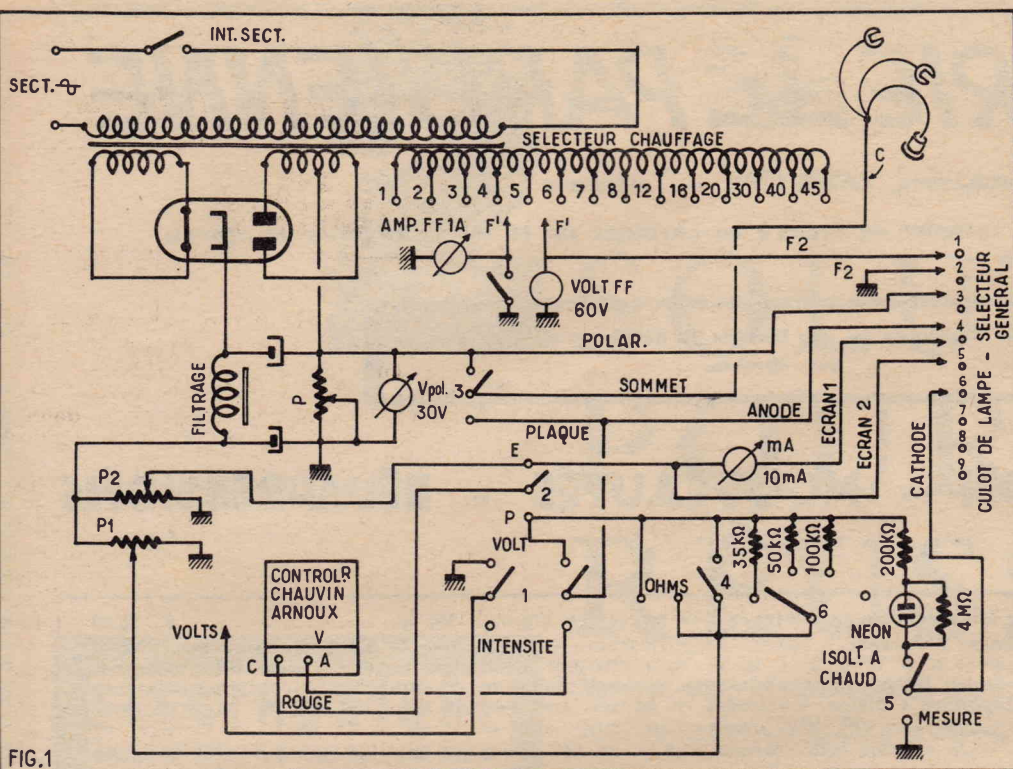 INT. SECT.
SECT.
SELECTEUR CHAUFFAGE
1 2 3 4 5 6 7 8 12 16 20 30 40 45
C
AMP. FF 1A
F'
F'
F2
F2
VOLT FF
60V
1
2
3
4
5
6
7
8
9
CULOT DE LAMPE - SELECTEUR
GENERAL
POLAR.
FILTRAGE
P
Vpol.
30V
3
SOMMET
ANODE
PLAQUE
ECRAN 1
ECRAN 2
CATHODE
E
mA
10mA
2
P2
P1
P
VOLT
35kΩ
50kΩ
100kΩ
200kΩ
4MΩ
CONTROLR
CHAUVIN
ARNOUX
V
C
A
VOLTS
ROUGE
1
INTENSITE
OHMS
4
6
NEON
T
ISOLT. A
CHAUD
5
MESURE
FIG.1